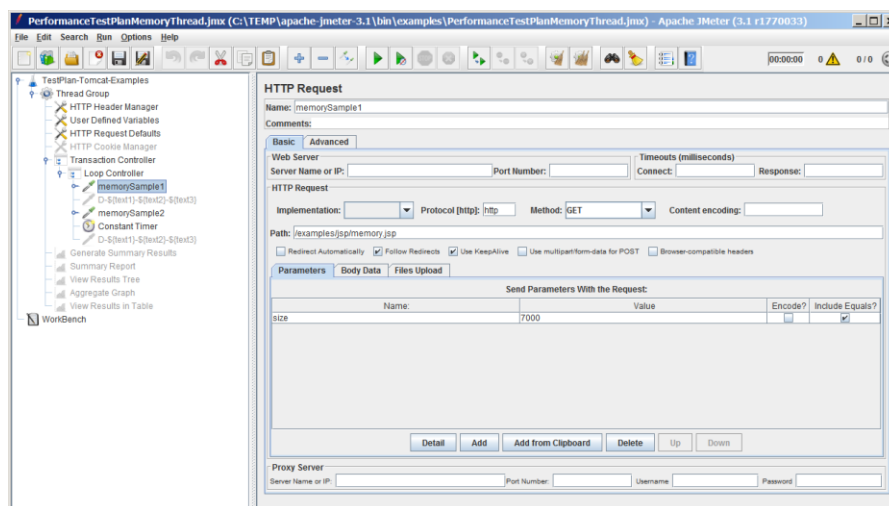 PerformanceTestPlanMemoryThread.jmx (C:\TEMP\apache-jmeter-3.1\bin\examples\PerformanceTestPlanMemoryThread.jmx) - Apache JMeter (3.1 r1770033)
File Edit Search Run Options Help
00:00:00 0 0 / 0
TestPlan-Tomcat-Examples
Thread Group
HTTP Header Manager
User Defined Variables
HTTP Request Defaults
HTTP Cookie Manager
Transaction Controller
Loop Controller
memorySample1
D-${text1}-${text2}-${text3}
memorySample2
Constant Timer
D-${text1}-${text2}-${text3}
Generate Summary Results
Summary Report
View Results Tree
Aggregate Graph
View Results in Table
WorkBench
HTTP Request
Name: memorySample1
Comments:
Basic Advanced
Web Server Timeouts (milliseconds)
Server Name or IP: Port Number: Connect: Response:
HTTP Request
Implementation: Protocol [http]: http Method: GET Content encoding:
Path: /examples/jsp/memory.jsp
Redirect Automatically Follow Redirects Use KeepAlive Use multipart/form-data for POST Browser-compatible headers
Parameters Body Data Files Upload
Send Parameters With the Request:
Name: Value Encode? Include Equals?
size 7000
Detail Add Add from Clipboard Delete Up Down
Proxy Server
Server Name or IP: Port Number: Username Password